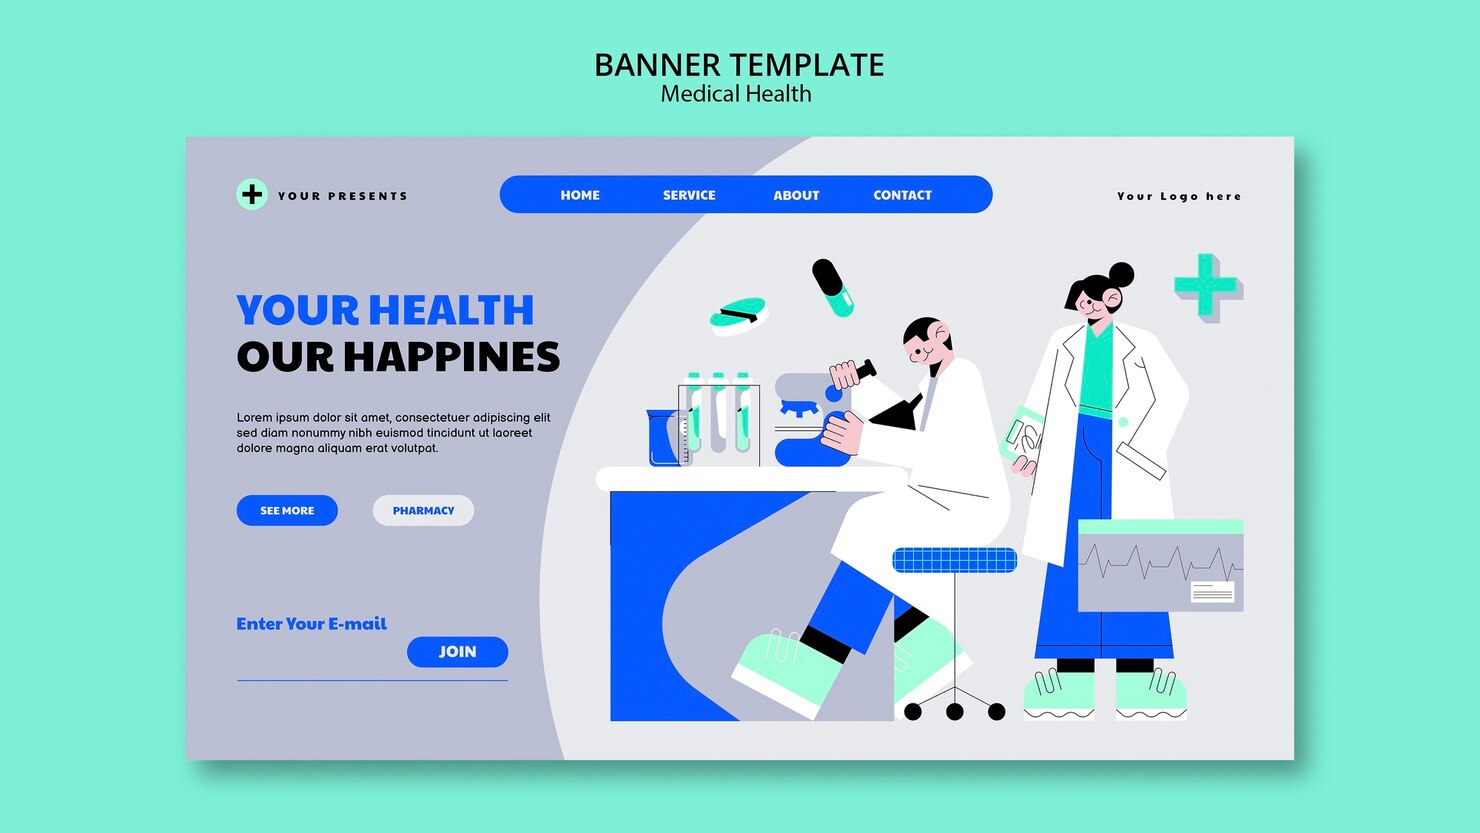 BANNER TEMPLATE
Medical Health
YOUR PRESENTS
HOME SERVICE ABOUT CONTACT
Your Logo here
YOUR HEALTH
OUR HAPPINES
Lorem ipsum dolor sit amet, consectetuer adipiscing elit
sed diam nonummy nibh euismod tincidunt ut laoreet
dolore magna aliquam erat volutpat.
SEE MORE PHARMACY
Enter Your E-mail
JOIN